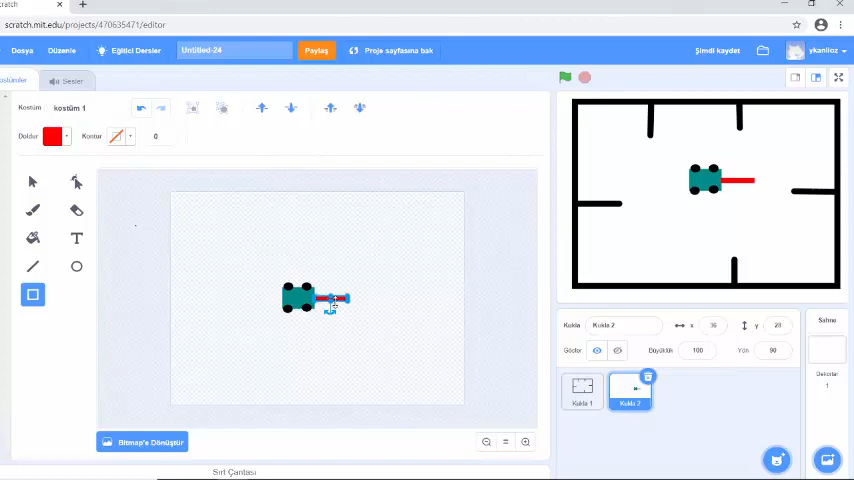 scratch.mit.edu/projects/470635471/editor
Dosya Düzenle Eğitici Dersler Untitled-24 Paylaş Proje sayfasına bak Şimdi kaydet ykaniloz
Sesler
Kostüm kostüm 1
Doldur Kontur 0
T
Bitmap'e Dönüştür
Sırt Çantası
Kukla Kukla 2 x 36 y 28
Göster Büyüklük 100 Yön 90
Kukla 1 Kukla 2
Sahne
Dekorlar
1